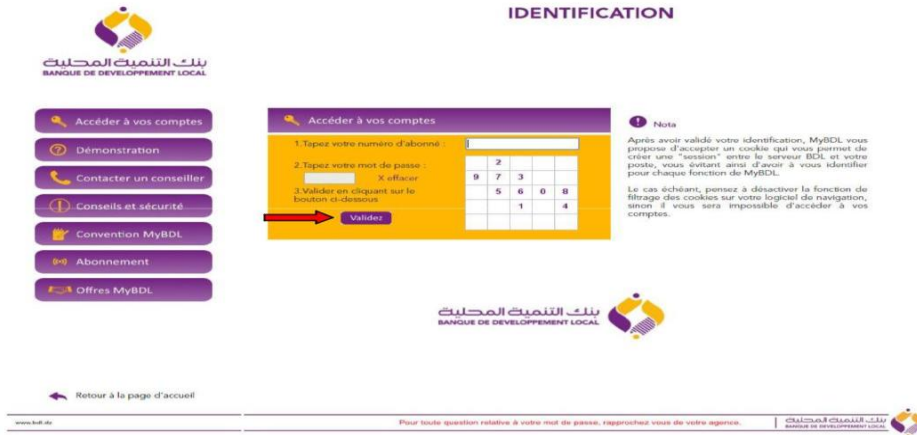 IDENTIFICATION
بنك التنمية المحلية
BANQUE DE DEVELOPPEMENT LOCAL
Accéder à vos comptes
Démonstration
Contacter un conseiller
Conseils et sécurité
Convention MyBDL
Abonnement
Offres MyBDL
Accéder à vos comptes
1.Tapez votre numéro d'abonné :
2.Tapez votre mot de passe :
X effacer
3.Valider en cliquant sur le
bouton ci-dessous
Validez
2
9 7 3
5 6 0 8
1 4
Nota
Après avoir validé votre identification, MyBDL vous
propose d'accepter un cookie qui vous permet de
créer une "session" entre le serveur BDL et votre
poste, vous évitant ainsi d'avoir à vous identifier
pour chaque fonction de MyBDL.
Le cas échéant, pensez à désactiver la fonction de
filtrage des cookies sur votre logiciel de navigation,
sinon il vous sera impossible d'accéder à vos
comptes.
بنك التنمية المحلية
BANQUE DE DEVELOPPEMENT LOCAL
Retour à la page d'accueil
www.bdl.dz
Pour toute question relative à votre mot de passe, rapprochez vous de votre agence.
بنك التنمية المحلية
BANQUE DE DEVELOPPEMENT LOCAL